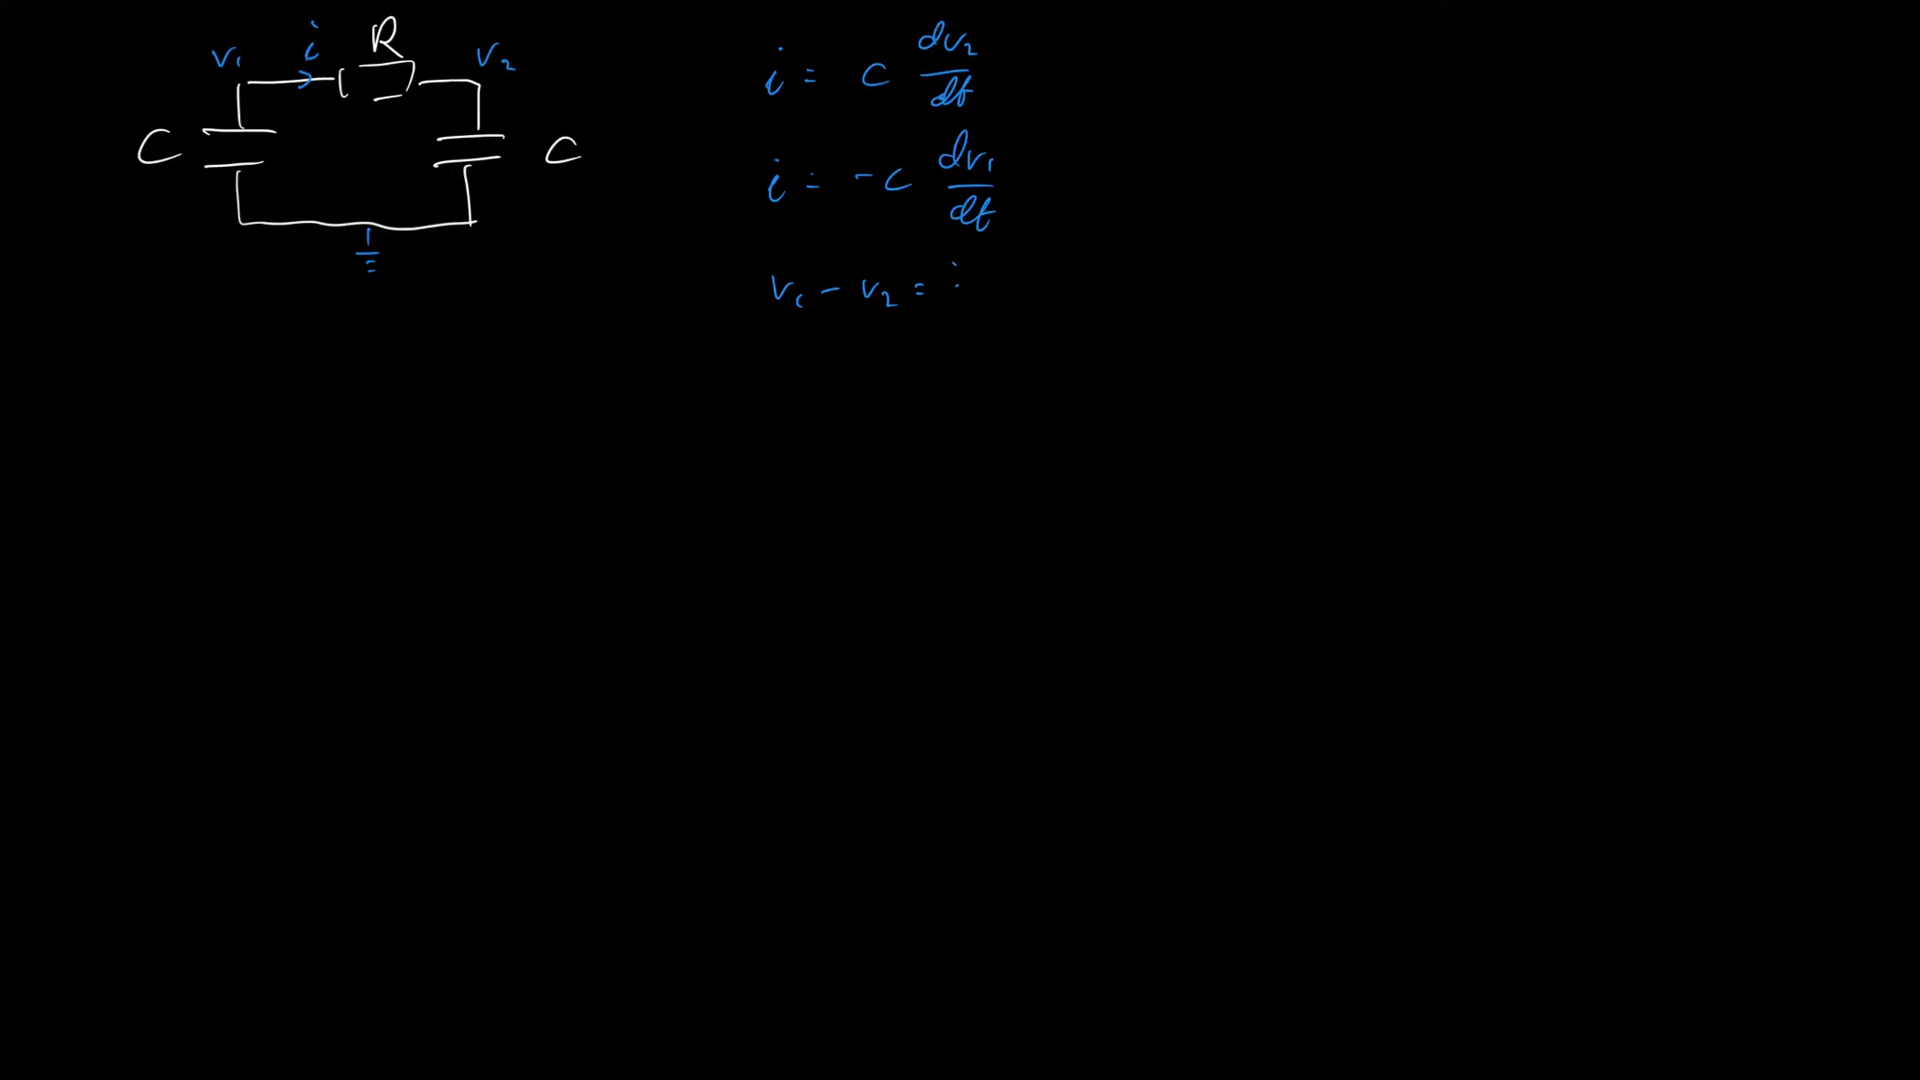 R
i
V1
V2
C
C
i = C dv2/dt
i = -C dv1/dt
V1 - V2 = i